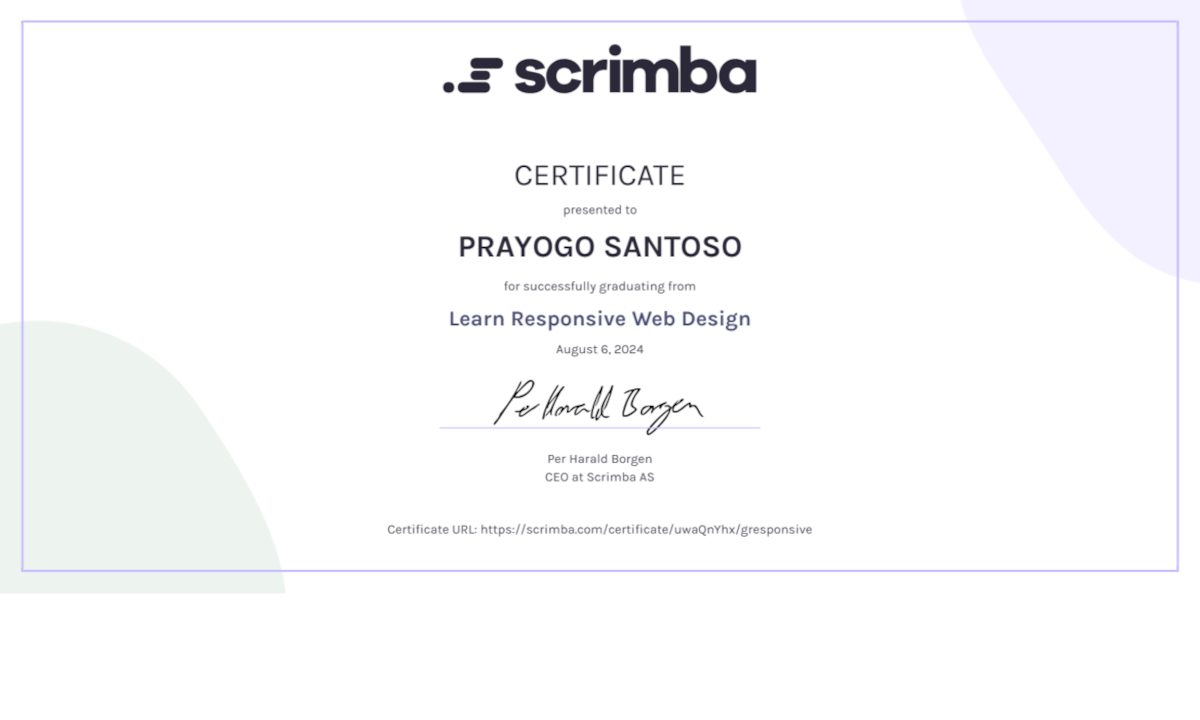 scrimba
CERTIFICATE
presented to
PRAYOGO SANTOSO
for successfully graduating from
Learn Responsive Web Design
August 6, 2024
Per Harald Borgen
Per Harald Borgen
CEO at Scrimba AS
Certificate URL: https://scrimba.com/certificate/uwaQnYhx/gresponsive